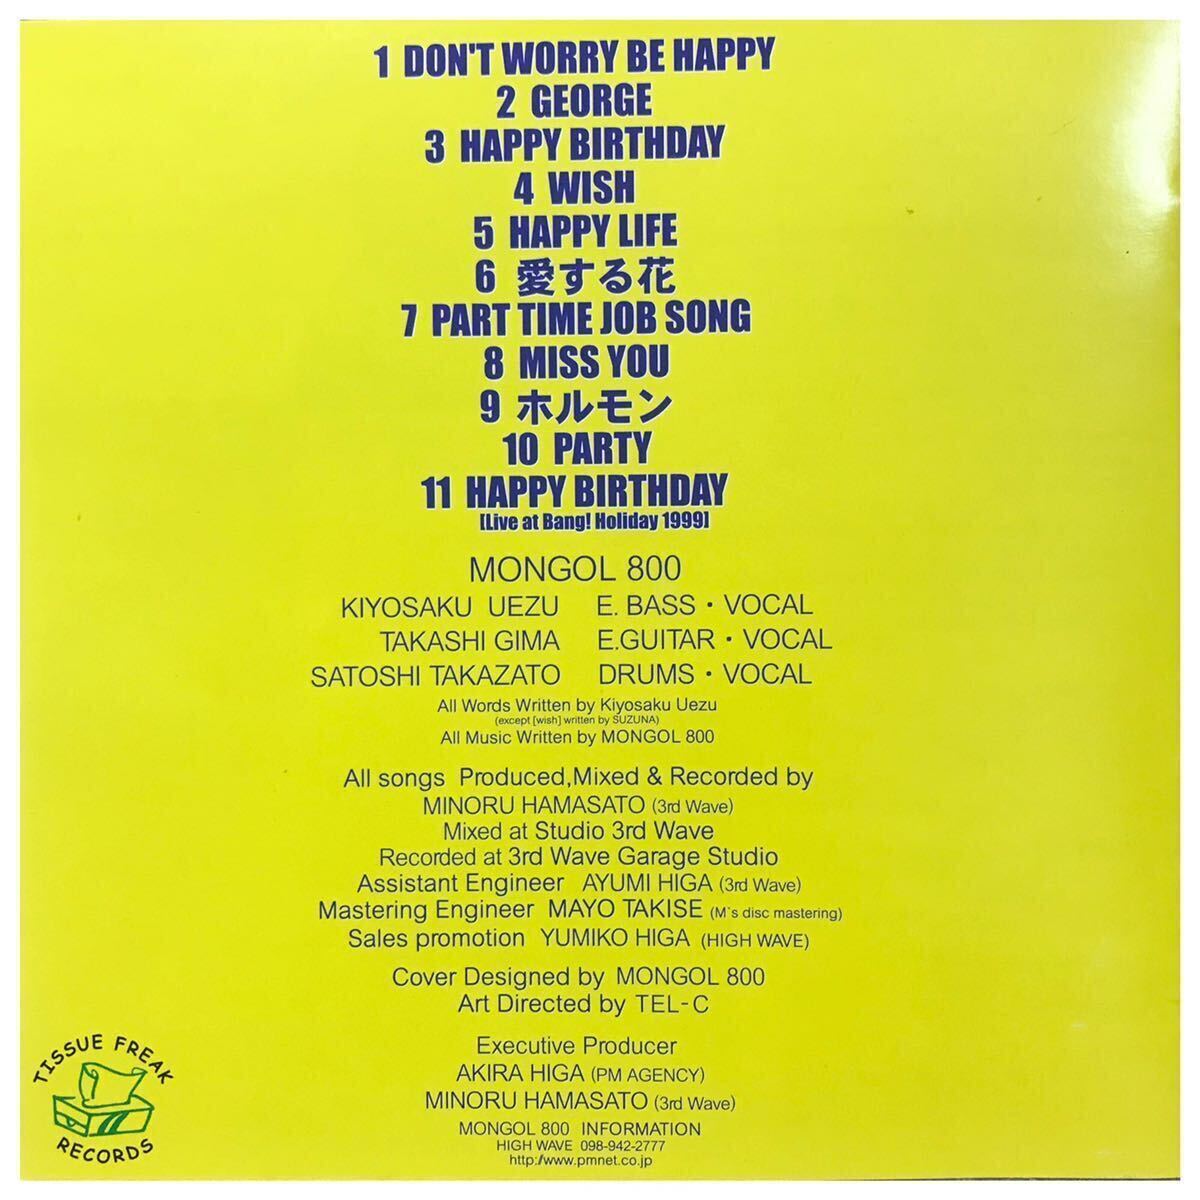 1 DON'T WORRY BE HAPPY
2 GEORGE
3 HAPPY BIRTHDAY
4 WISH
5 HAPPY LIFE
6 愛する花
7 PART TIME JOB SONG
8 MISS YOU
9 ホルモン
10 PARTY
11 HAPPY BIRTHDAY
[Live at Bang! Holiday 1999]
MONGOL 800
KIYOSAKU UEZU E. BASS・VOCAL
TAKASHI GIMA E.GUITAR・VOCAL
SATOSHI TAKAZATO DRUMS・VOCAL
All Words Written by Kiyosaku Uezu
(except [wish] written by SUZUNA)
All Music Written by MONGOL 800
All songs Produced,Mixed & Recorded by
MINORU HAMASATO (3rd Wave)
Mixed at Studio 3rd Wave
Recorded at 3rd Wave Garage Studio
Assistant Engineer AYUMI HIGA (3rd Wave)
Mastering Engineer MAYO TAKISE (M`s disc mastering)
Sales promotion YUMIKO HIGA (HIGH WAVE)
Cover Designed by MONGOL 800
Art Directed by TEL-C
Executive Producer
AKIRA HIGA (PM AGENCY)
MINORU HAMASATO (3rd Wave)
MONGOL 800 INFORMATION
HIGH WAVE 098-942-2777
http://www.pmnet.co.jp
TISSUE FREAK
RECORDS